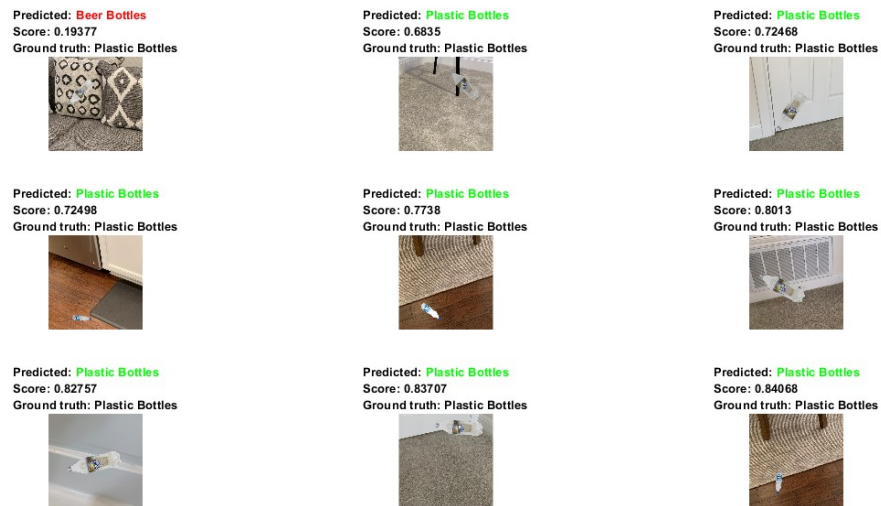 Predicted: Beer Bottles
Score: 0.19377
Ground truth: Plastic Bottles
Predicted: Plastic Bottles
Score: 0.6835
Ground truth: Plastic Bottles
Predicted: Plastic Bottles
Score: 0.72468
Ground truth: Plastic Bottles
Predicted: Plastic Bottles
Score: 0.72498
Ground truth: Plastic Bottles
Predicted: Plastic Bottles
Score: 0.7738
Ground truth: Plastic Bottles
Predicted: Plastic Bottles
Score: 0.8013
Ground truth: Plastic Bottles
Predicted: Plastic Bottles
Score: 0.82757
Ground truth: Plastic Bottles
Predicted: Plastic Bottles
Score: 0.83707
Ground truth: Plastic Bottles
Predicted: Plastic Bottles
Score: 0.84068
Ground truth: Plastic Bottles